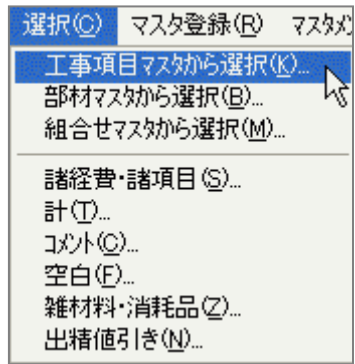 選択(C) マスタ登録(R) マスタメ
工事項目マスタから選択(K)...
部材マスタから選択(B)...
組合せマスタから選択(M)...
諸経費・諸項目(S)...
計(T)...
コメント(C)...
空白(F)...
雑材料・消耗品(Z)...
出精値引き(N)...